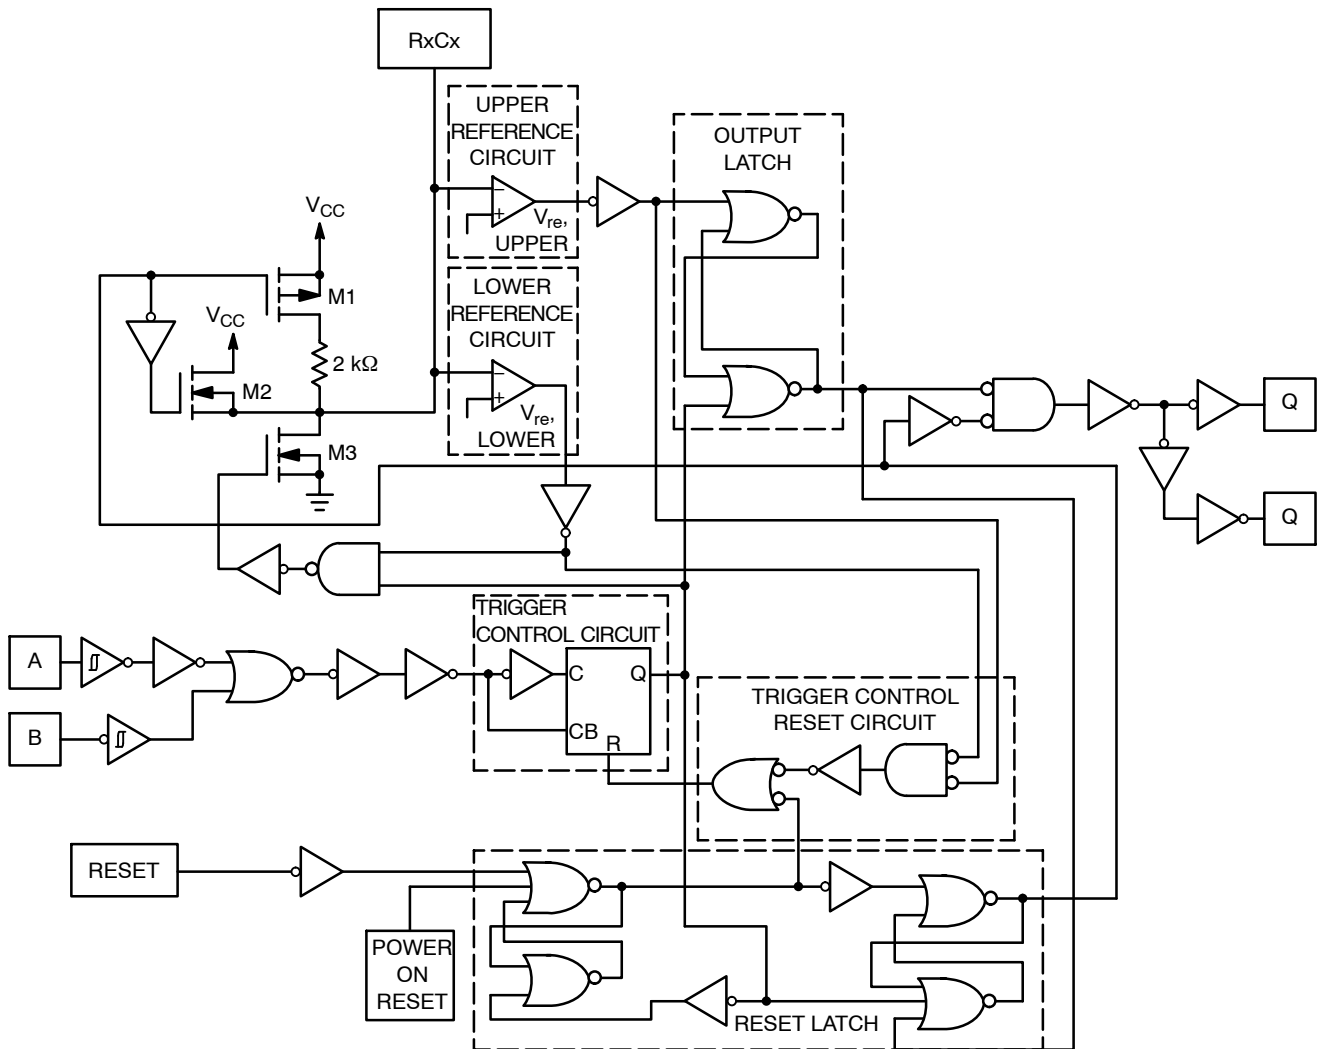 RxCx
UPPER
REFERENCE
CIRCUIT
−
+
Vre,
UPPER
OUTPUT
LATCH
VCC
M1
VCC
2 kΩ
M2
M3
LOWER
REFERENCE
CIRCUIT
−
+
Vre,
LOWER
Q
Q
TRIGGER
CONTROL CIRCUIT
C
Q
CB
R
A
B
TRIGGER CONTROL
RESET CIRCUIT
RESET
POWER
ON
RESET
RESET LATCH